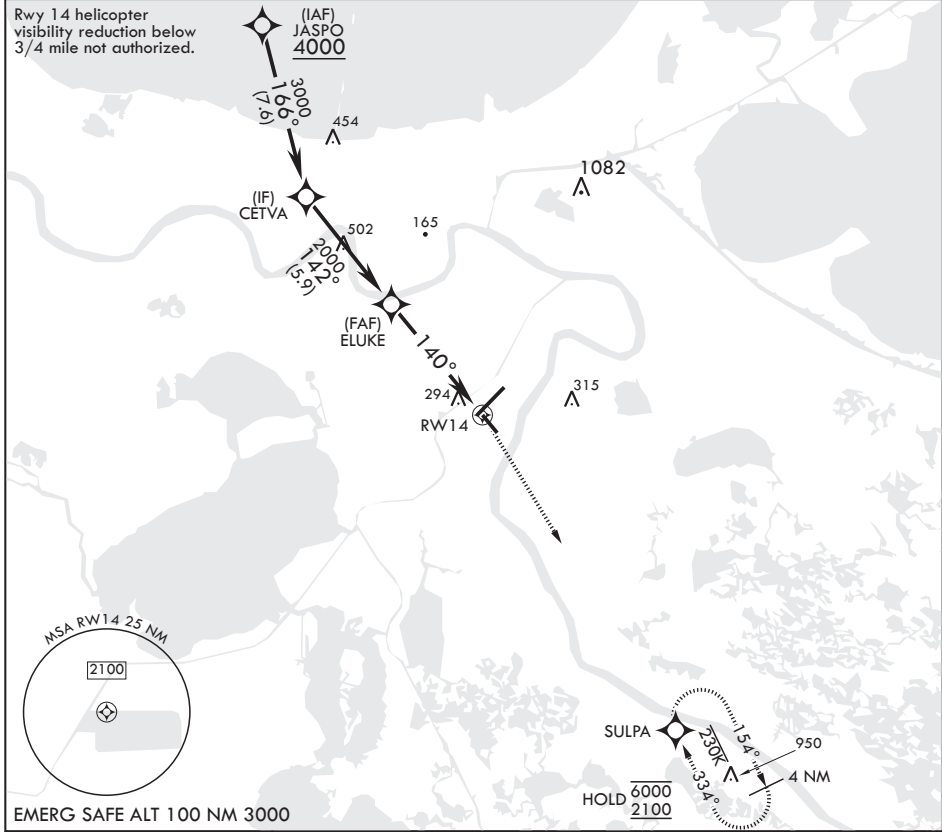 Rwy 14 helicopter
visibility reduction below
3/4 mile not authorized.
(IAF)
JASPO
4000
3000
166°
(7.6)
454
1082
(IF)
CETVA
502
165
2000
142°
(5.9)
(FAF)
ELUKE
140°
294
315
RW14
MSA RW14 25 NM
2100
SULPA
230K
154°
950
334°
4 NM
HOLD 6000
2100
EMERG SAFE ALT 100 NM 3000